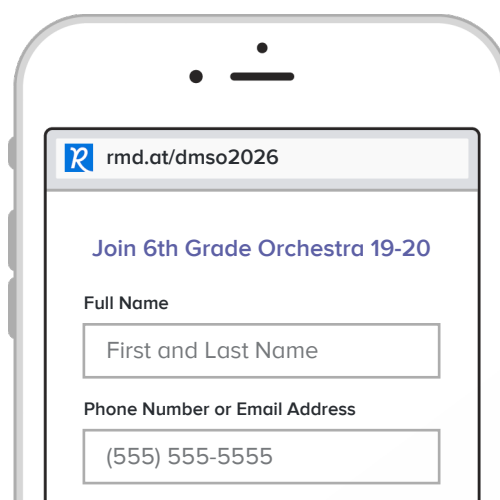 rmd.at/dmso2026
Join 6th Grade Orchestra 19-20
Full Name
First and Last Name
Phone Number or Email Address
(555) 555-5555